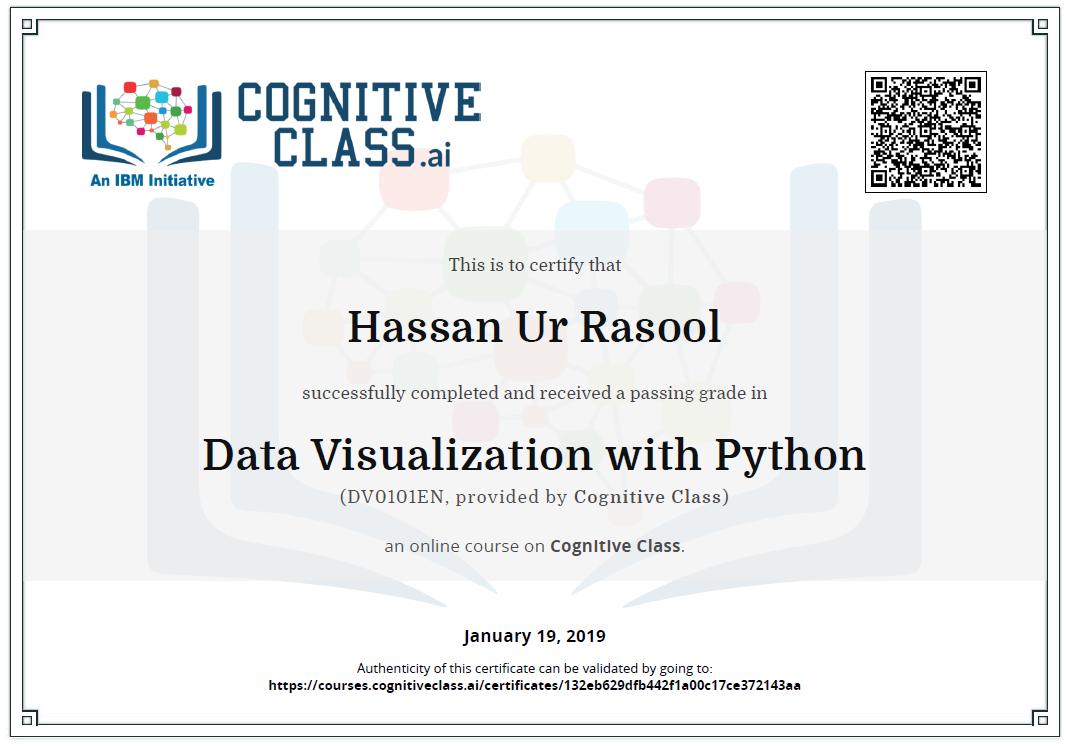 COGNITIVE
CLASS.ai
An IBM Initiative
This is to certify that
Hassan Ur Rasool
successfully completed and received a passing grade in
Data Visualization with Python
(DV0101EN, provided by Cognitive Class)
an online course on Cognitive Class.
January 19, 2019
Authenticity of this certificate can be validated by going to:
https://courses.cognitiveclass.ai/certificates/132eb629dfb442f1a00c17ce372143aa